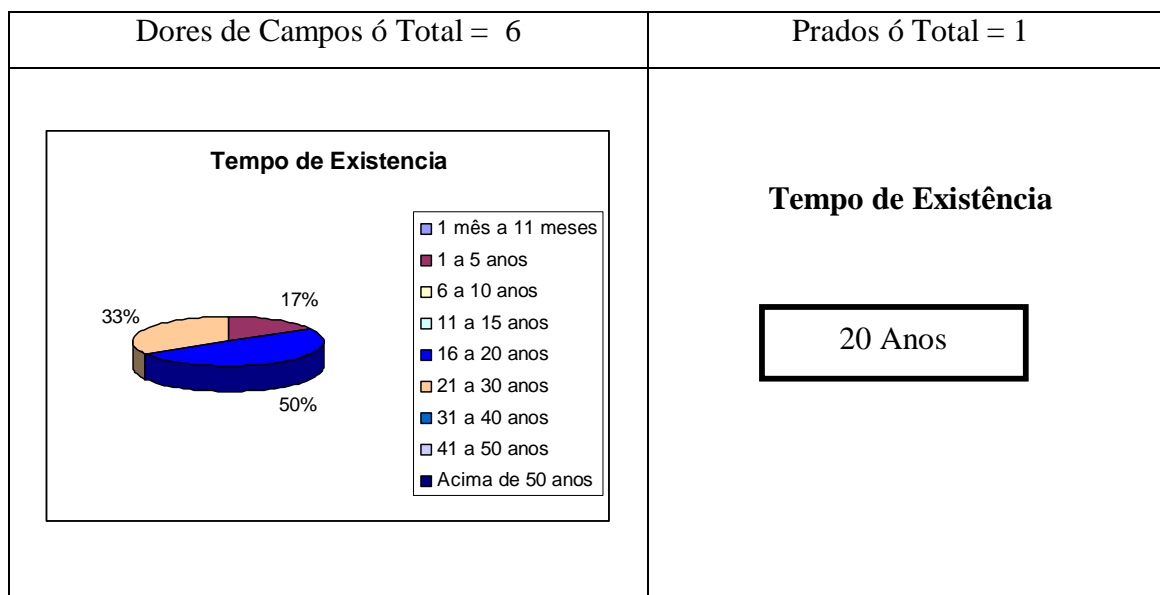 Dores de Campos ó Total =  6
Prados ó Total = 1
Tempo de Existencia
1 mês a 11 meses
1 a 5 anos
6 a 10 anos
11 a 15 anos
16 a 20 anos
21 a 30 anos
31 a 40 anos
41 a 50 anos
Acima de 50 anos
17%
33%
50%
Tempo de Existência
20 Anos